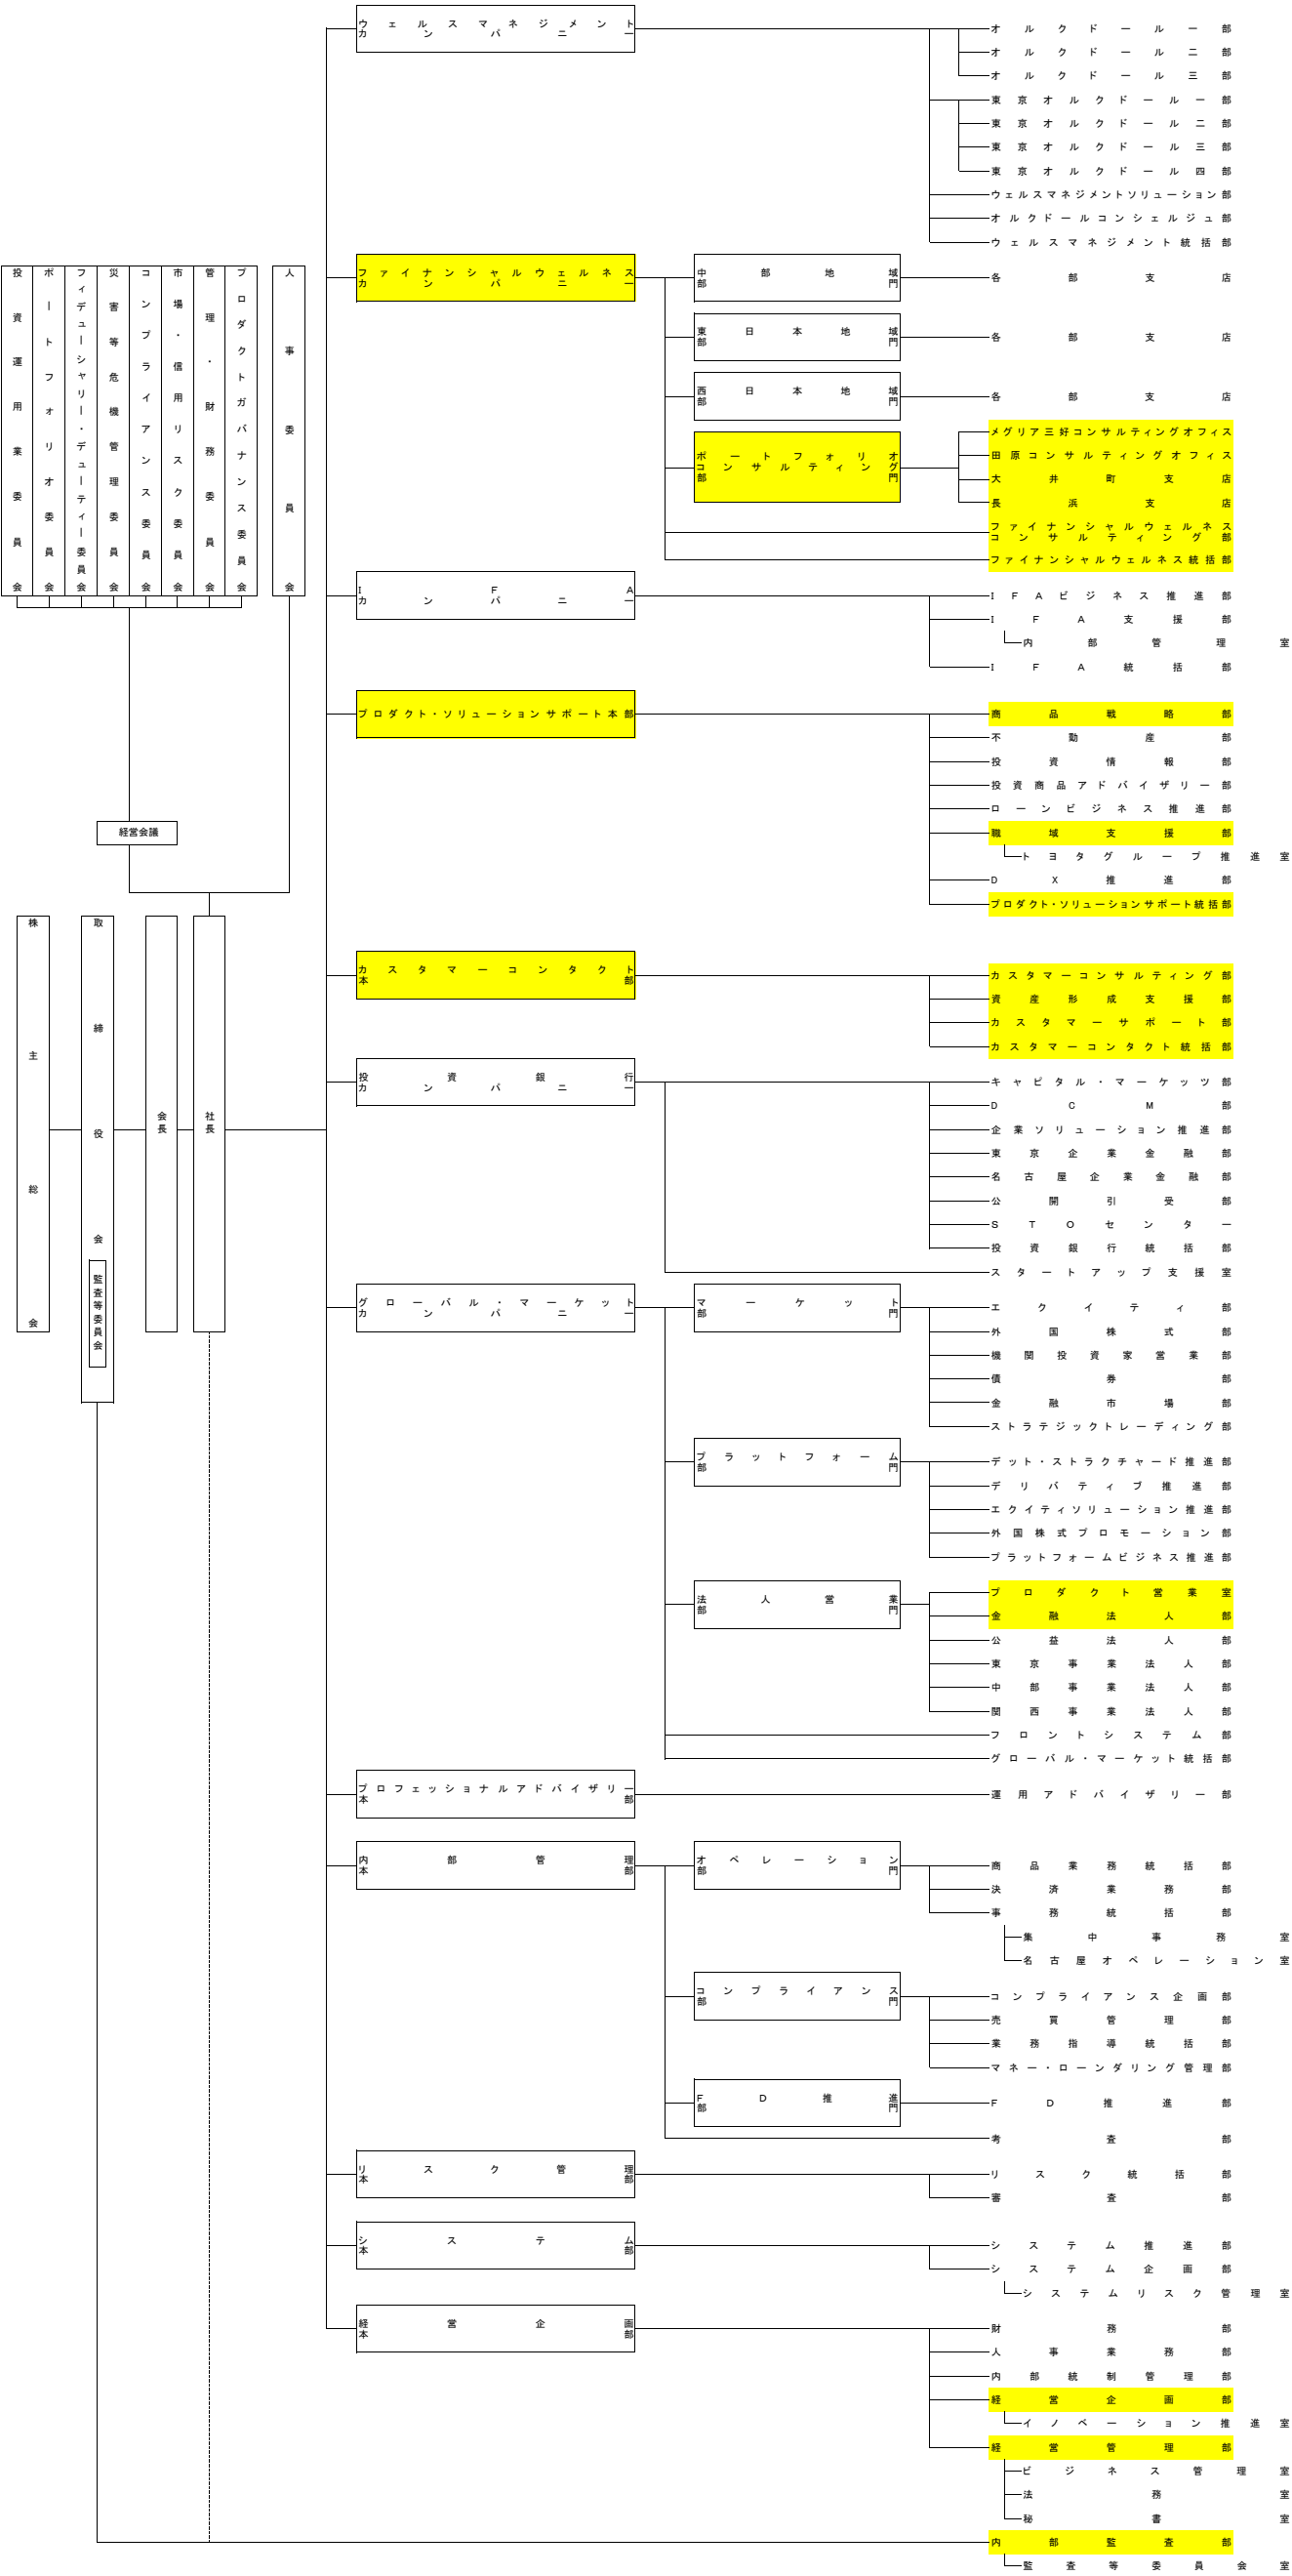 ウェルスマネジメント
カンパニー
オルクドール一部
オルクドール二部
オルクドール三部
東京オルクドール一部
東京オルクドール二部
東京オルクドール三部
東京オルクドール四部
ウェルスマネジメントソリューション部
オルクドールコンシェルジュ部
ウェルスマネジメント統括部
投資運用業委員会
ポートフォリオ委員会
フィデューシャリー・デューティー委員会
災害等危機管理委員会
コンプライアンス委員会
市場・信用リスク委員会
管理・財務委員会
プロダクトガバナンス委員会
人事委員会
ファイナンシャルウェルネス
カンパニー
中部地域
部門
各部支店
東日本地域
部門
各部支店
西日本地域
部門
各部支店
ポートフォリオ
コンサルティング
部門
メグリア三好コンサルティングオフィス
田原コンサルティングオフィス
大井町支店
長浜支店
ファイナンシャルウェルネス
コンサルティング部
ファイナンシャルウェルネス統括部
IFA
カンパニー
IFAビジネス推進部
IFA支援部
内部管理室
IFA統括部
プロダクト・ソリューションサポート本部
商品戦略部
不動産部
投資情報部
投資商品アドバイザリー部
ローンビジネス推進部
職域支援部
トヨタグループ推進室
DX推進部
プロダクト・ソリューションサポート統括部
経営会議
株主総会
取締役会
監査等委員会
会長
社長
カスタマーコンタクト
本部
カスタマーコンサルティング部
資産形成支援部
カスタマーサポート部
カスタマーコンタクト統括部
投資銀行
カンパニー
キャピタル・マーケッツ部
DCM部
企業ソリューション推進部
東京企業金融部
名古屋企業金融部
公開引受部
STOセンター
投資銀行統括部
スタートアップ支援室
グローバル・マーケット
カンパニー
マーケット
部門
エクイティ部
外国株式部
機関投資家営業部
債券部
金融市場部
ストラテジックトレーディング部
プラットフォーム
部門
デット・ストラクチャード推進部
デリバティブ推進部
エクイティソリューション推進部
外国株式プロモーション部
プラットフォームビジネス推進部
法人営業
部門
プロダクト営業室
金融法人部
公益法人部
東京事業法人部
中部事業法人部
関西事業法人部
フロントシステム部
グローバル・マーケット統括部
プロフェッショナルアドバイザリー
本部
運用アドバイザリー部
内部管理
本部
オペレーション
部門
商品業務統括部
決済業務部
事務統括部
集中事務室
名古屋オペレーション室
コンプライアンス
部門
コンプライアンス企画部
売買管理部
業務指導統括部
マネー・ローンダリング管理部
FD推進
部門
FD推進部
考査部
リスク管理
本部
リスク統括部
審査部
システム
本部
システム推進部
システム企画部
システムリスク管理室
経営企画
本部
財務部
人事業務部
内部統制管理部
経営企画部
イノベーション推進室
経営管理部
ビジネス管理室
法務室
秘書室
内部監査部
監査等委員会室